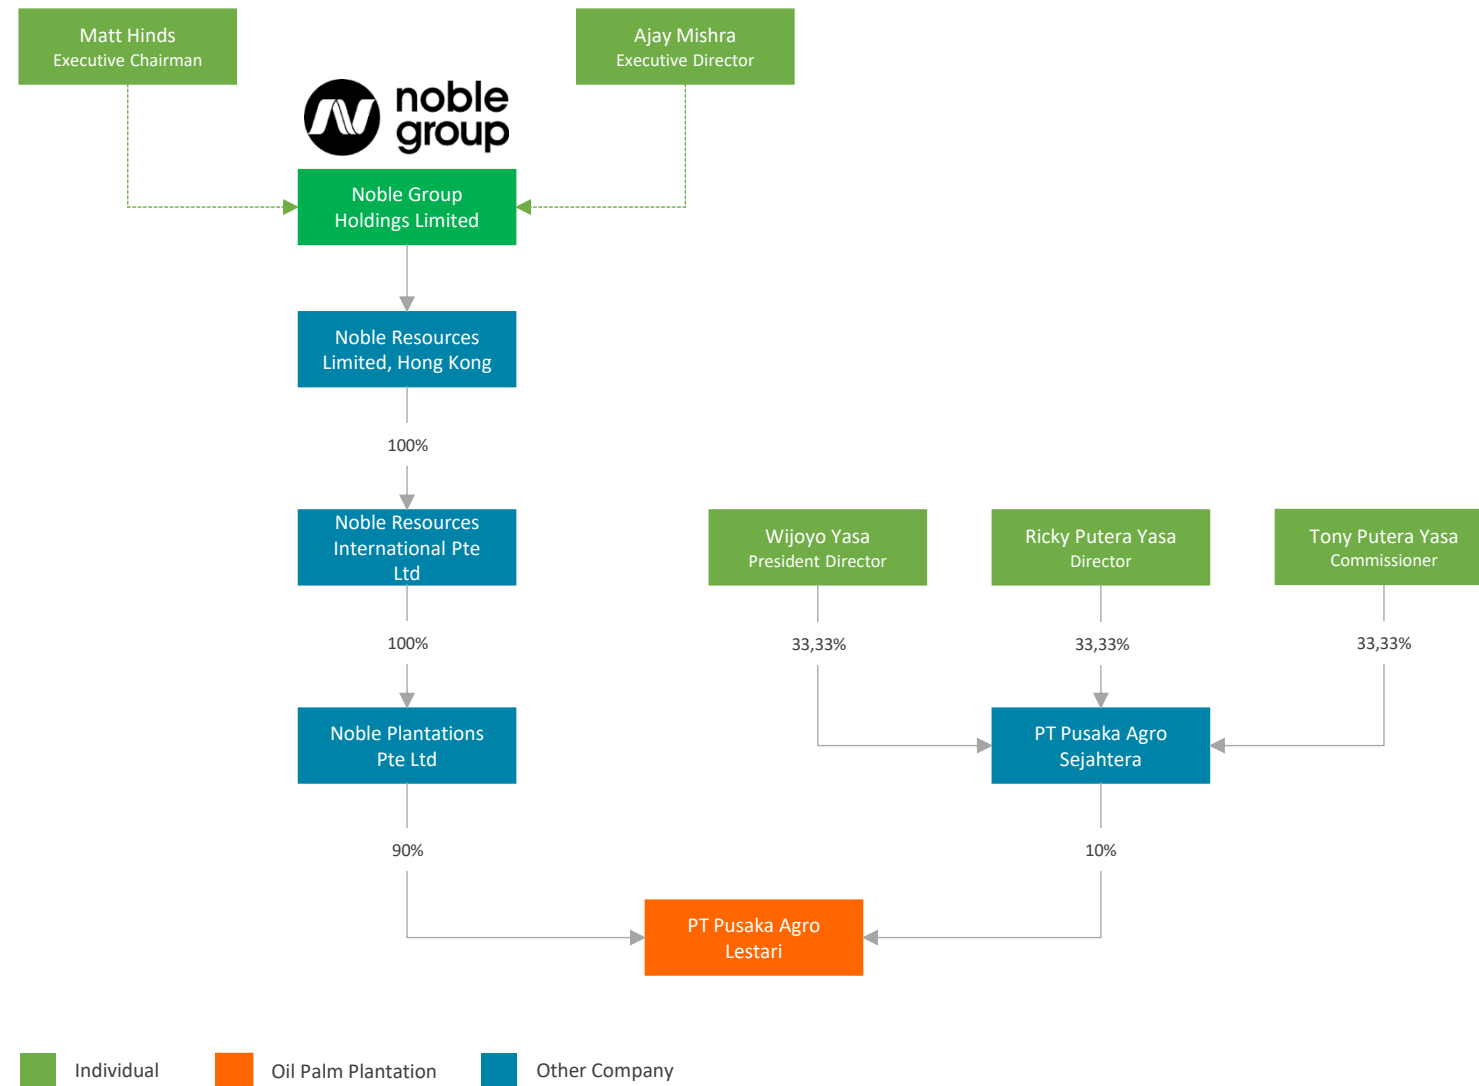 Matt Hinds
Executive Chairman
Ajay Mishra
Executive Director
noble
group
Noble Group
Holdings Limited
Noble Resources
Limited, Hong Kong
100%
Noble Resources
International Pte
Ltd
Wijoyo Yasa
President Director
Ricky Putera Yasa
Director
Tony Putera Yasa
Commissioner
100%
33,33%
33,33%
33,33%
Noble Plantations
Pte Ltd
PT Pusaka Agro
Sejahtera
90%
10%
PT Pusaka Agro
Lestari
Individual
Oil Palm Plantation
Other Company